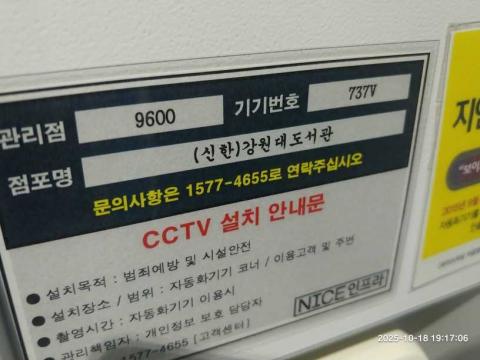 관리점 9600 기기번호 737V
점포명 (신한)강원대도서관
문의사항은 1577-4655로 연락주십시오
CCTV 설치 안내문
● 설치목적 : 범죄예방 및 시설안전
● 설치장소 / 범위 : 자동화기기 코너 / 이용고객 및 주변
● 촬영시간 : 자동화기기 이용시
● 관리책임자 : 개인정보 보호 담당자
1577-4655 [고객센터]
NICE인프라
2025-10-18 19:17:06